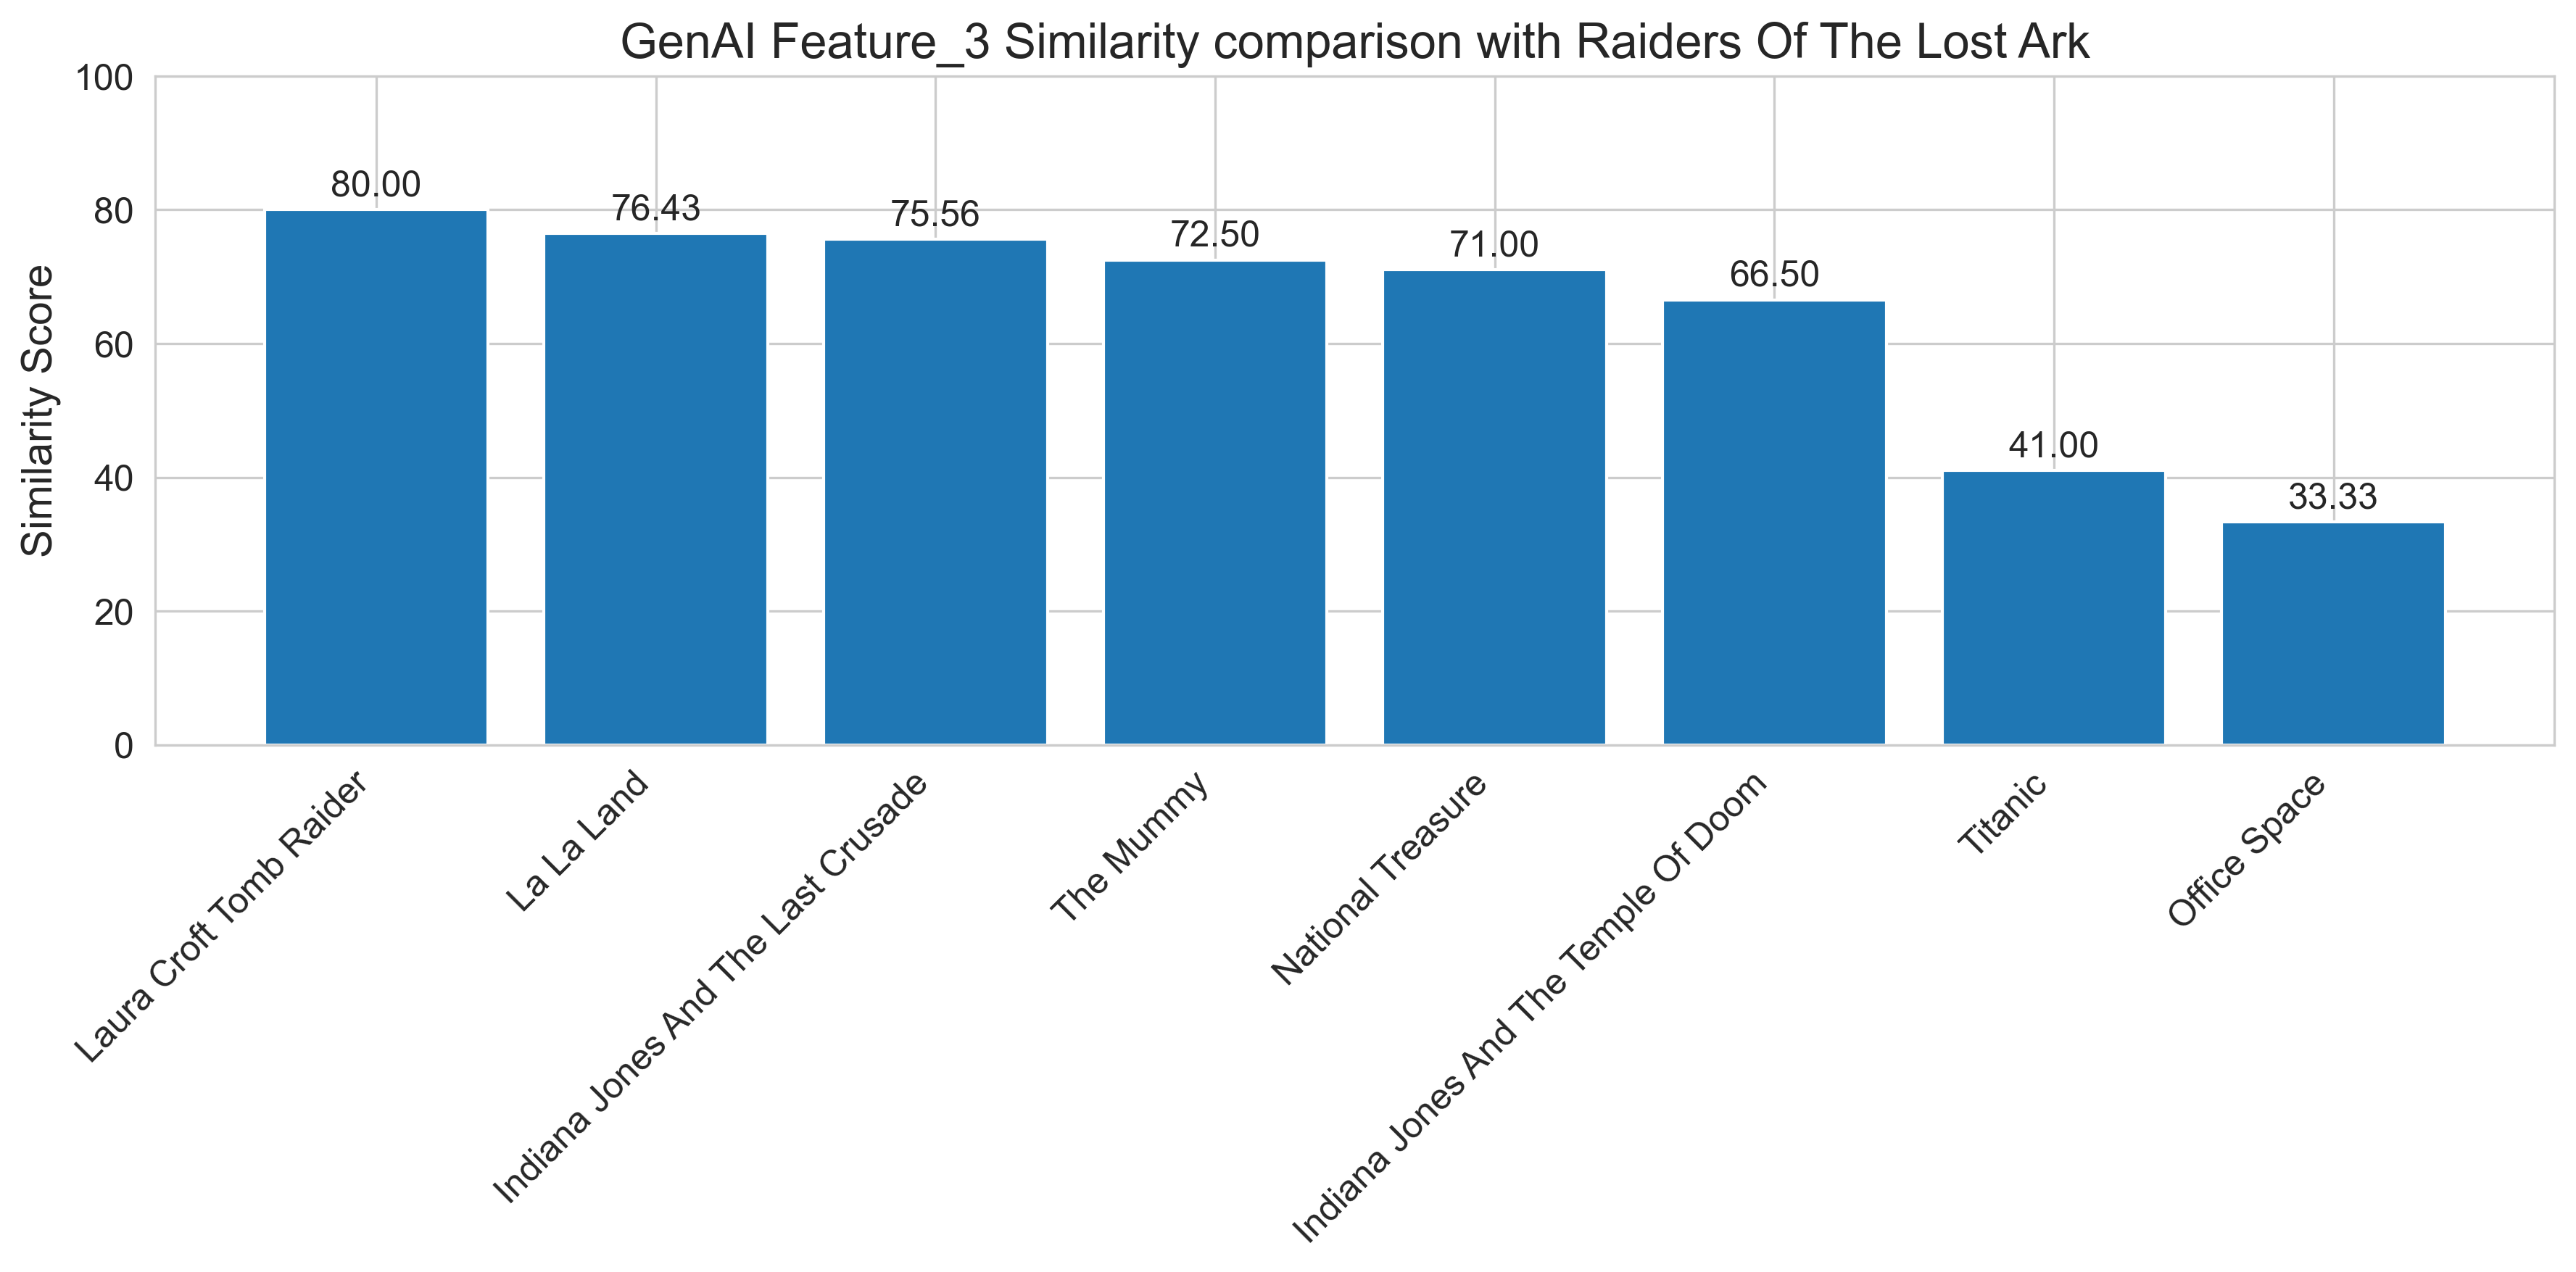 GenAI Feature_3 Similarity comparison with Raiders Of The Lost Ark
Similarity Score
100
80
60
40
20
0
80.00
76.43
75.56
72.50
71.00
66.50
41.00
33.33
Laura Croft Tomb Raider
La La Land
Indiana Jones And The Last Crusade
The Mummy
National Treasure
Indiana Jones And The Temple Of Doom
Titanic
Office Space